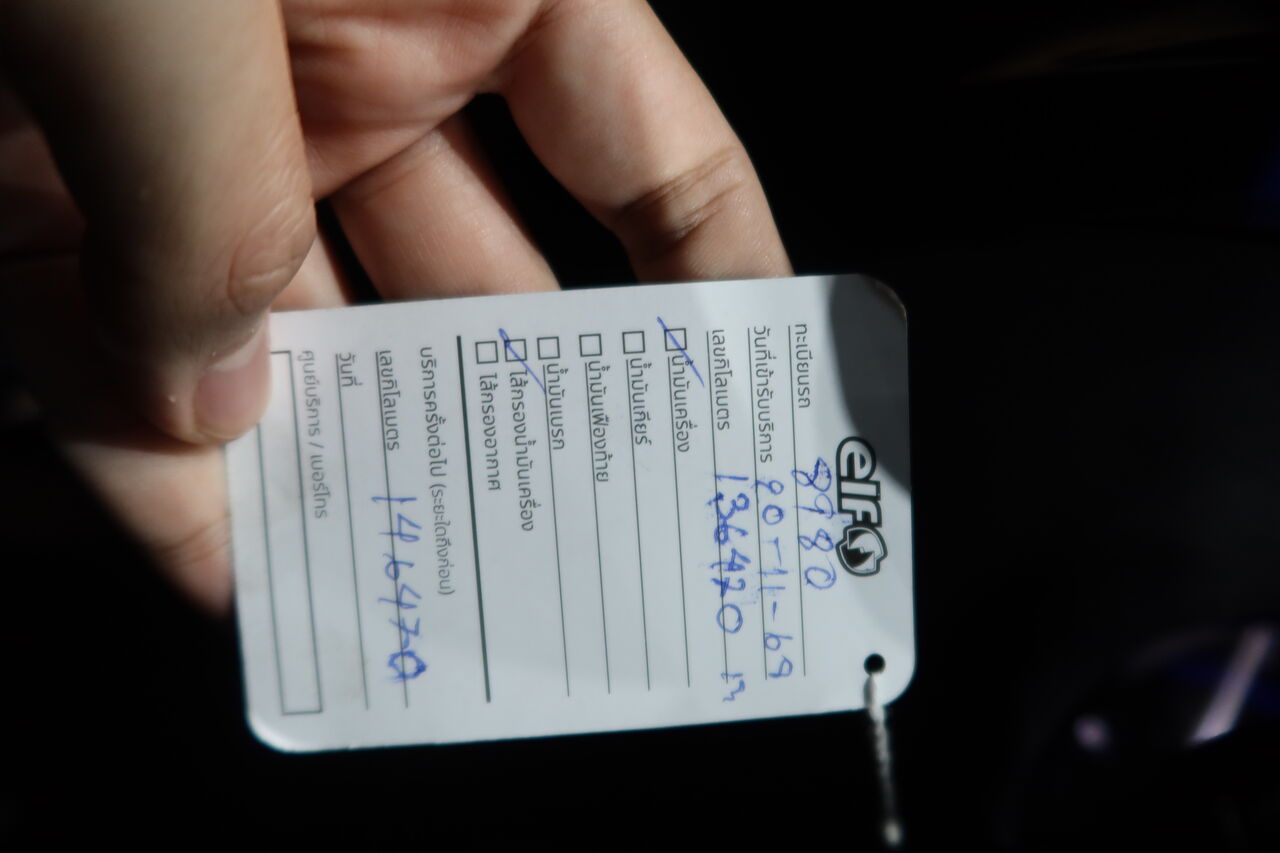 elf
ทะเบียนรถ 8980
วันที่เข้ารับบริการ 20-11-69
เลขกิโลเมตร 136470
น้ำมันเครื่อง
น้ำมันเกียร์
น้ำมันเฟืองท้าย
น้ำมันเบรก
ไส้กรองน้ำมันเครื่อง
ไส้กรองอากาศ
บริการครั้งต่อไป (ระยะใดถึงก่อน)
เลขกิโลเมตร 146470
วันที่
ศูนย์บริการ / เบอร์โทร